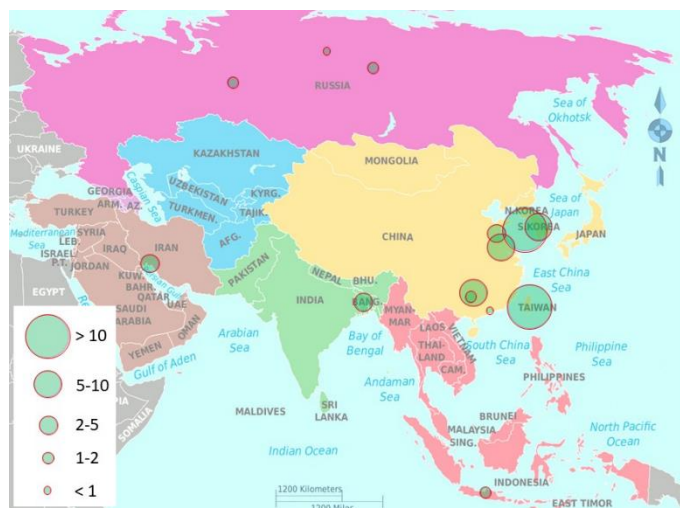 RUSSIA
Sea of
Okhotsk
N
UKRAINE
KAZAKHSTAN
MONGOLIA
Caspian Sea
GEORGIA
ARM.
AZ.
UZBEKISTAN
KYRG.
TURKMEN.
TAJIK.
N.KOREA
Sea of
Japan
S.KOREA
JAPAN
TURKEY
Mediterranean
Sea
LEB.
SYRIA
ISRAEL
P.T.
IRAQ
JORDAN
IRAN
AFG.
CHINA
EGYPT
KUW.
BAHR.
QATAR
UAE
SAUDI
ARABIA
OMAN
YEMEN
Gulf of Aden
SOMALIA
PAKISTAN
NEPAL
BHU.
INDIA
BANG.
East China
Sea
TAIWAN
MYAN-
MAR
LAOS
THAI-
LAND
VIETNAM
CAM.
South China
Sea
Philippine
Sea
PHILIPPINES
Arabian
Sea
Bay of
Bengal
Andaman
Sea
SRI
LANKA
MALDIVES
Indian Ocean
BRUNEI
MALAYSIA
SING.
North Pacific
Ocean
INDONESIA
EAST TIMOR
1200 Kilometers
1200 Miles
> 10
5-10
2-5
1-2
< 1